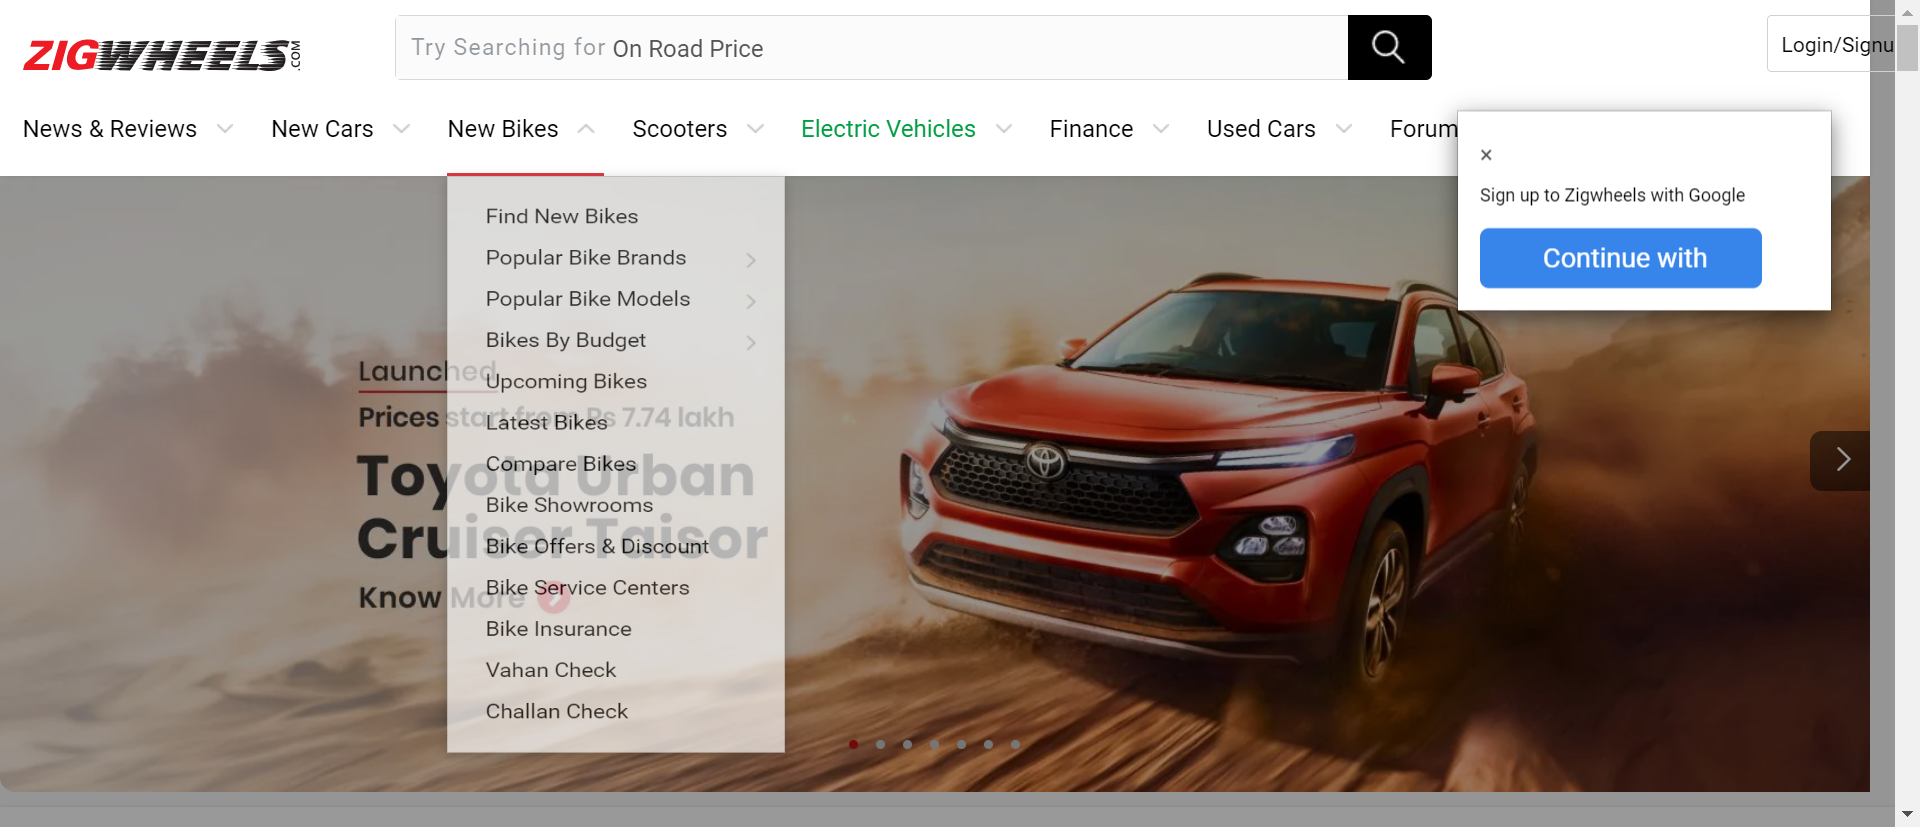 ZIGWHEELS.COM
Try Searching for On Road Price
Login/Signu
News & Reviews
New Cars
New Bikes
Scooters
Electric Vehicles
Finance
Used Cars
Forum
×
Sign up to Zigwheels with Google
Continue with
Find New Bikes
Popular Bike Brands
Popular Bike Models
Bikes By Budget
Upcoming Bikes
Latest Bikes
Compare Bikes
Bike Showrooms
Bike Offers & Discount
Bike Service Centers
Bike Insurance
Vahan Check
Challan Check
Launched
Prices start from Rs 7.74 lakh
Toyota Urban
Cruiser Taisor
Know More